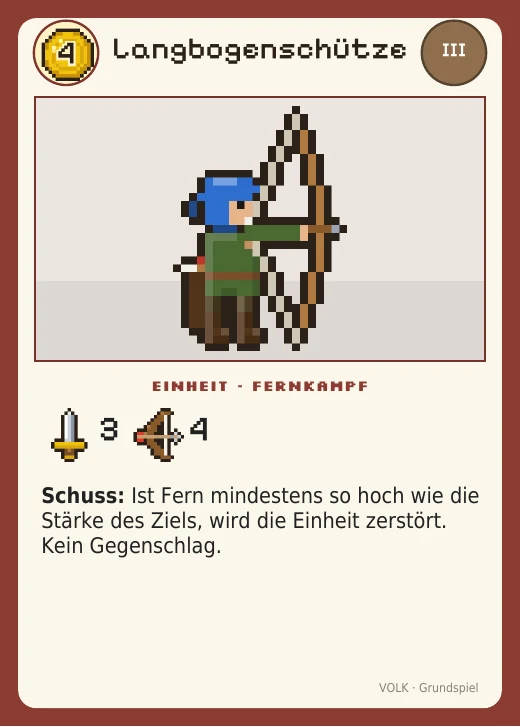 4 Langbogenschütze III
EINHEIT · FERNKAMPF
3 4
Schuss: Ist Fern mindestens so hoch wie die
Stärke des Ziels, wird die Einheit zerstört.
Kein Gegenschlag.
VOLK · Grundspiel